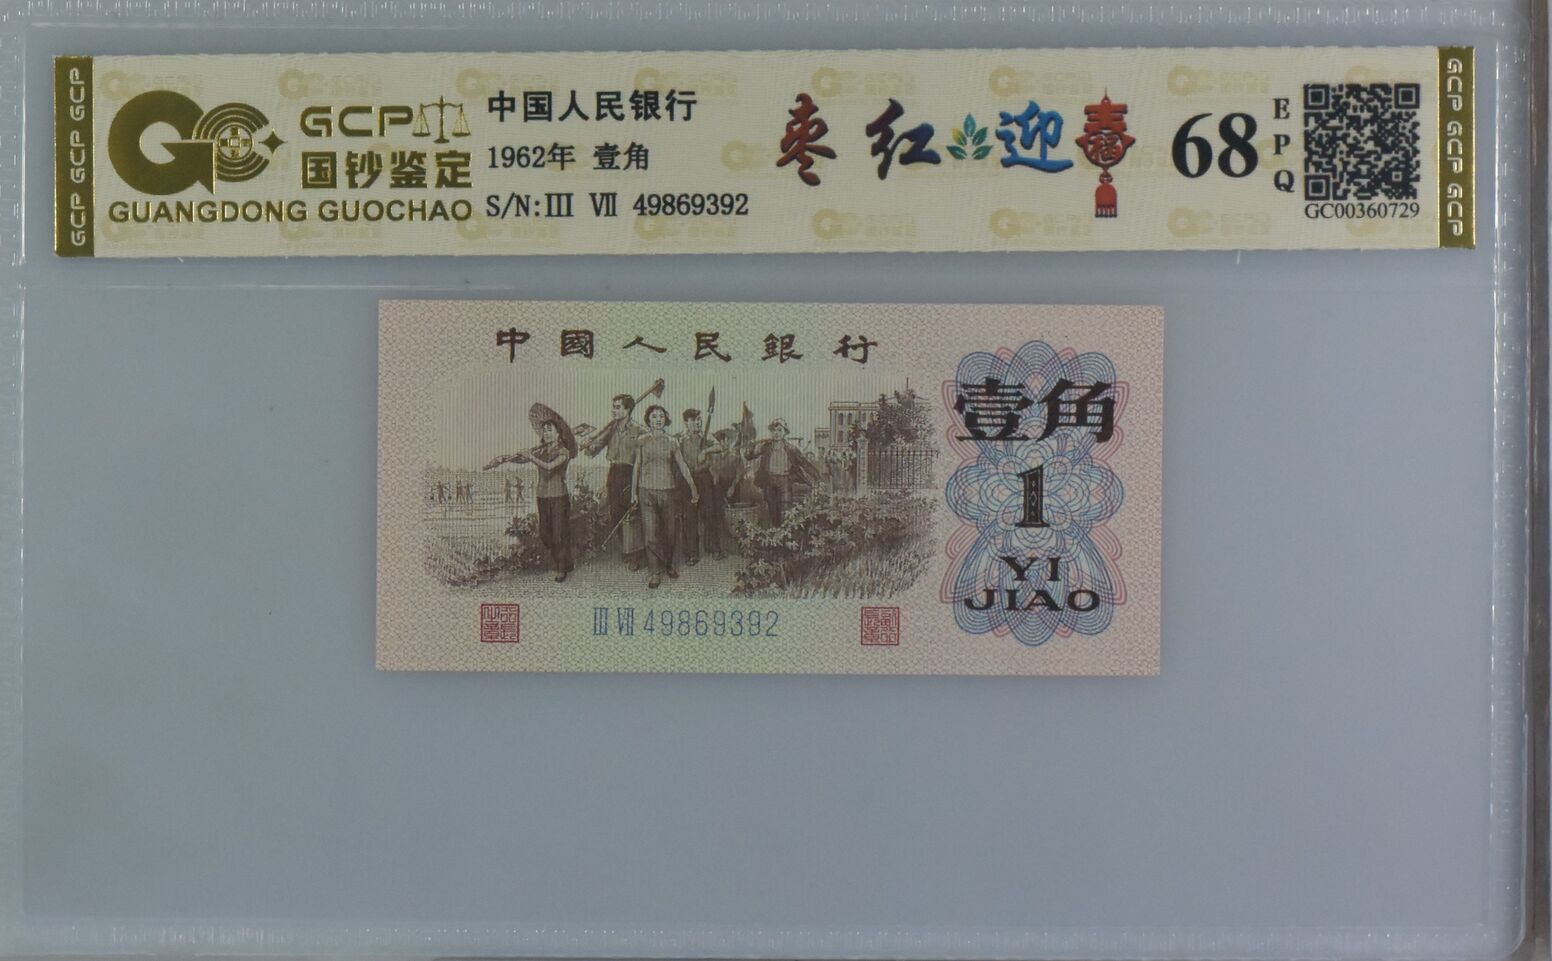 GCP GCP GCP
GCP
国钞鉴定
GUANGDONG GUOCHAO
中国人民银行
1962年 壹角
S/N:III VII 49869392
枣红迎春
福
68
EPQ
GC00360729
GCP GCP GCP
中國人民銀行
壹角
1
YI
JIAO
III VII 49869392